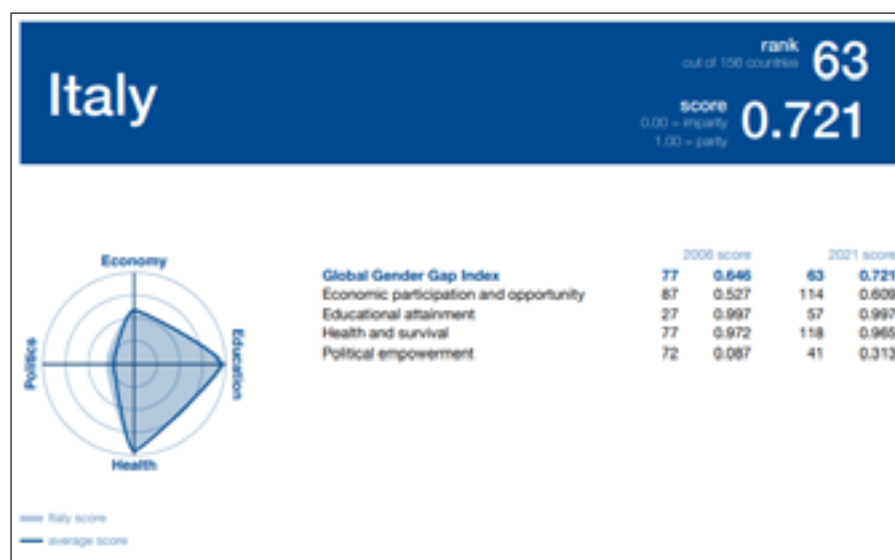 Italy
rank
out of 156 countries
63
score
0.00 = imparity
1.00 = parity
0.721
Economy
Politics
Education
Health
Italy score
average score
2006 score 2021 score
Global Gender Gap Index 77 0.646 63 0.721
Economic participation and opportunity 87 0.527 114 0.609
Educational attainment 27 0.997 57 0.997
Health and survival 77 0.972 118 0.965
Political empowerment 72 0.087 41 0.313